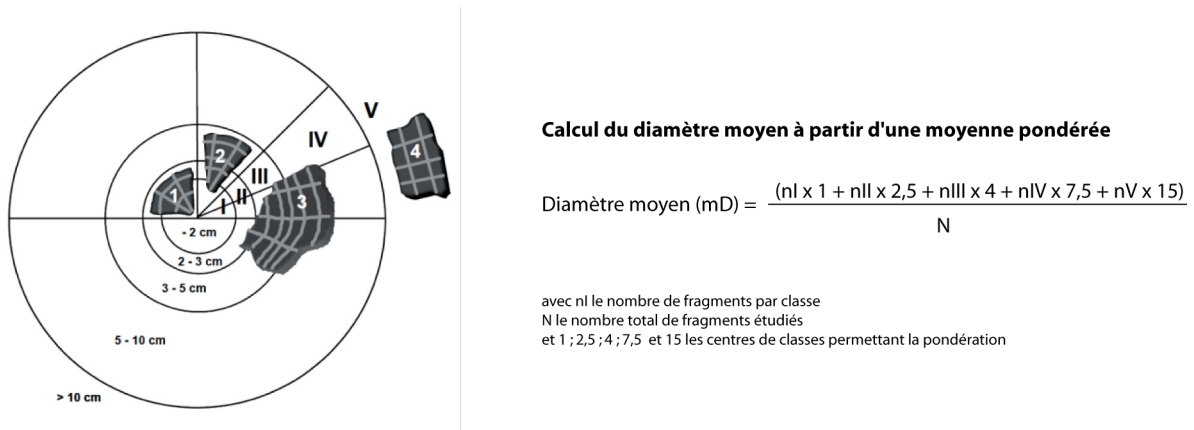 V
IV
4
2
III
1
II
3
I
- 2 cm
2 - 3 cm
3 - 5 cm
5 - 10 cm
> 10 cm
Calcul du diamètre moyen à partir d'une moyenne pondérée
Diamètre moyen (mD) = (nI x 1 + nII x 2,5 + nIII x 4 + nIV x 7,5 + nV x 15)
N
avec nI le nombre de fragments par classe
N le nombre total de fragments étudiés
et 1 ; 2,5 ; 4 ; 7,5 et 15 les centres de classes permettant la pondération